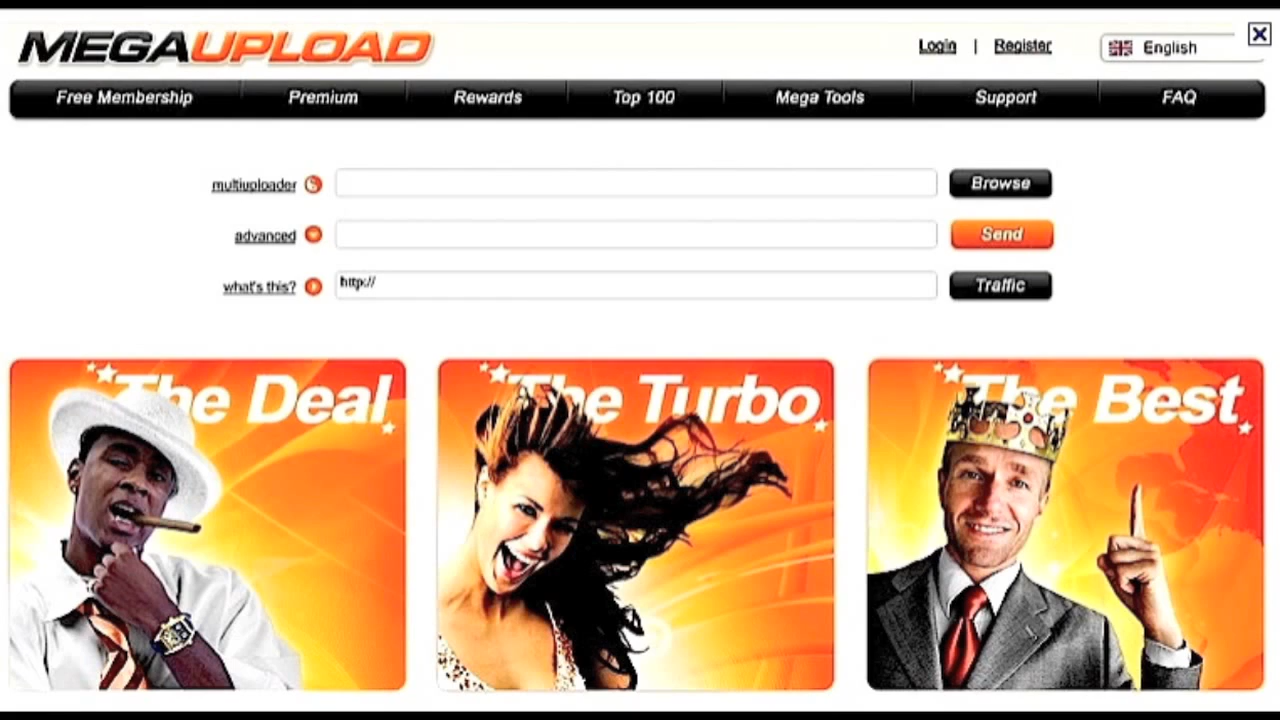 MEGAUPLOAD
Login | Register English
Free Membership Premium Rewards Top 100 Mega Tools Support FAQ
multiuploader Browse
advanced Send
what's this? http:// Traffic
The Deal
The Turbo
The Best